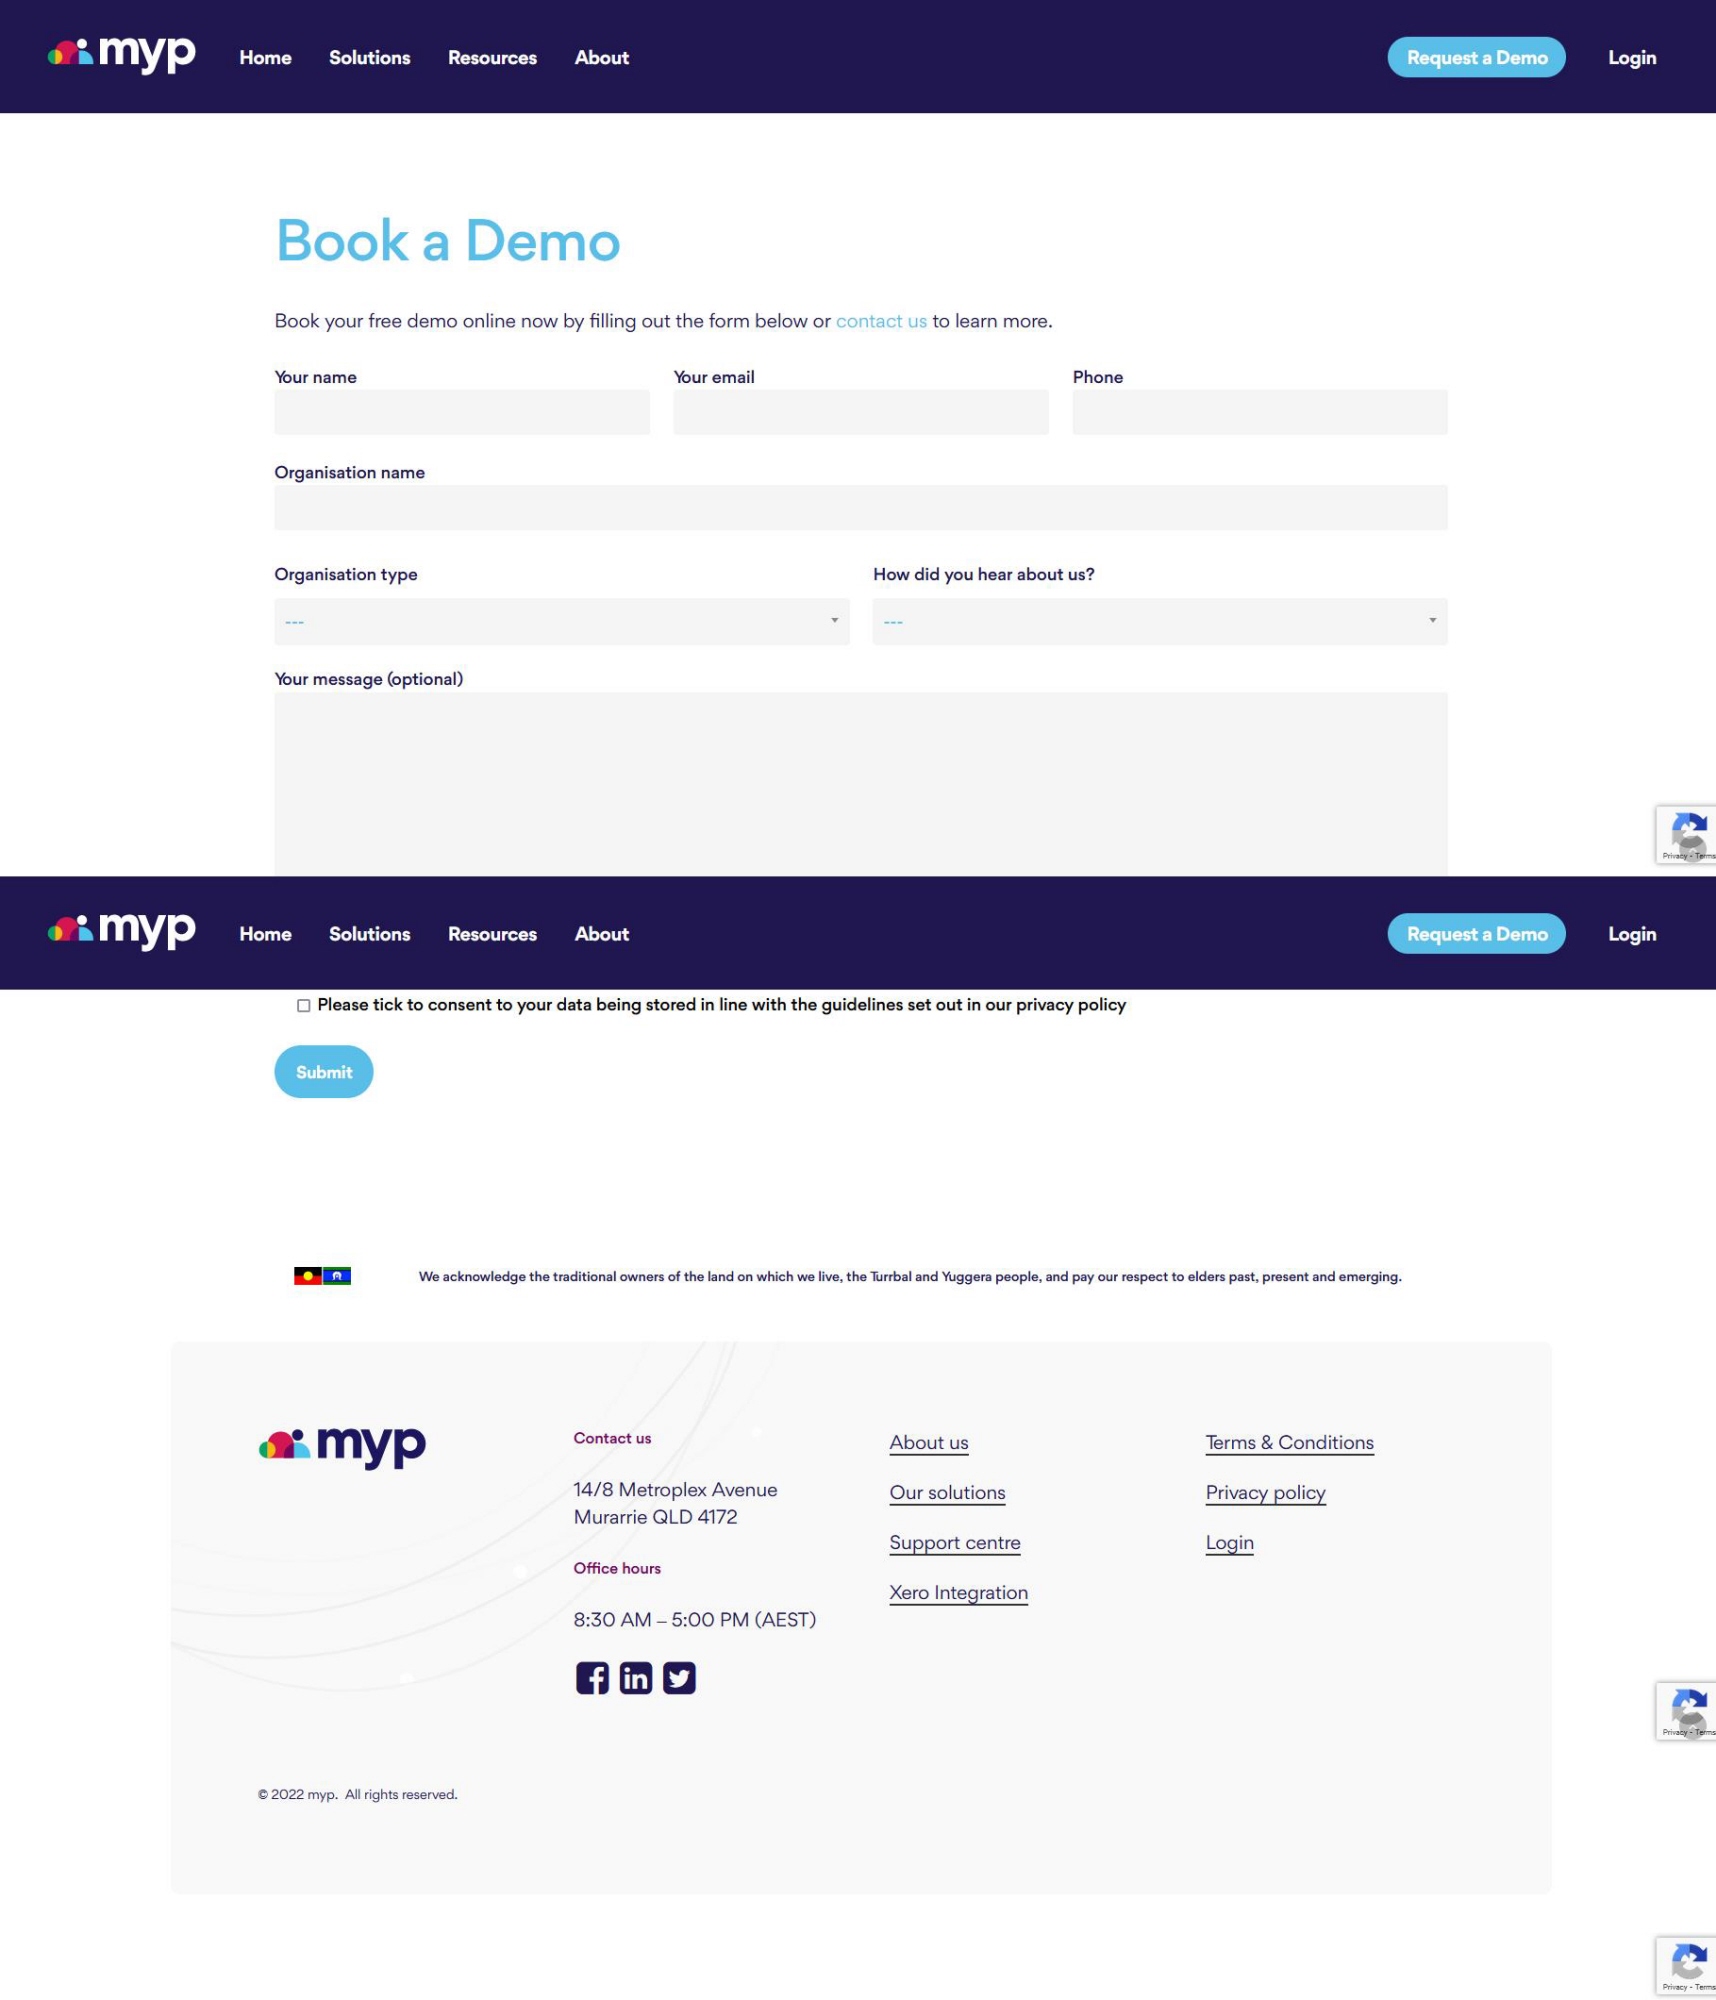 myp Home Solutions Resources About Request a Demo Login
Book a Demo
Book your free demo online now by filling out the form below or contact us to learn more.
Your name Your email Phone
Organisation name
Organisation type How did you hear about us?
--- ---
Your message (optional)
Privacy - Terms
myp Home Solutions Resources About Request a Demo Login
Please tick to consent to your data being stored in line with the guidelines set out in our privacy policy
Submit
We acknowledge the traditional owners of the land on which we live, the Turrbal and Yuggera people, and pay our respect to elders past, present and emerging.
myp
Contact us
14/8 Metroplex Avenue
Murarrie QLD 4172
Office hours
8:30 AM – 5:00 PM (AEST)
About us
Our solutions
Support centre
Xero Integration
Terms & Conditions
Privacy policy
Login
Privacy - Terms
© 2022 myp.  All rights reserved.
Privacy - Terms